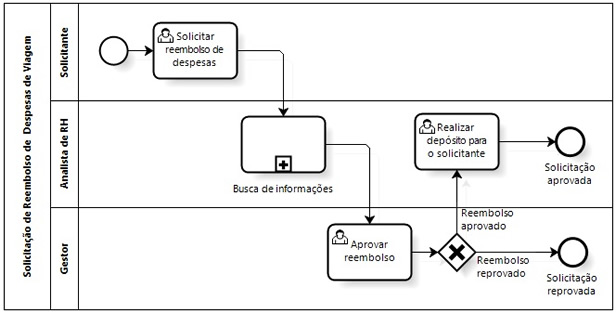 Solicitação de Reembolso de Despesas de Viagem
Solicitante
Solicitar
reembolso de
despesas
Analista de RH
Busca de informações
Realizar
depósito para
o solicitante
Solicitação
aprovada
Gestor
Aprovar
reembolso
Reembolso
aprovado
Reembolso
reprovado
Solicitação
reprovada